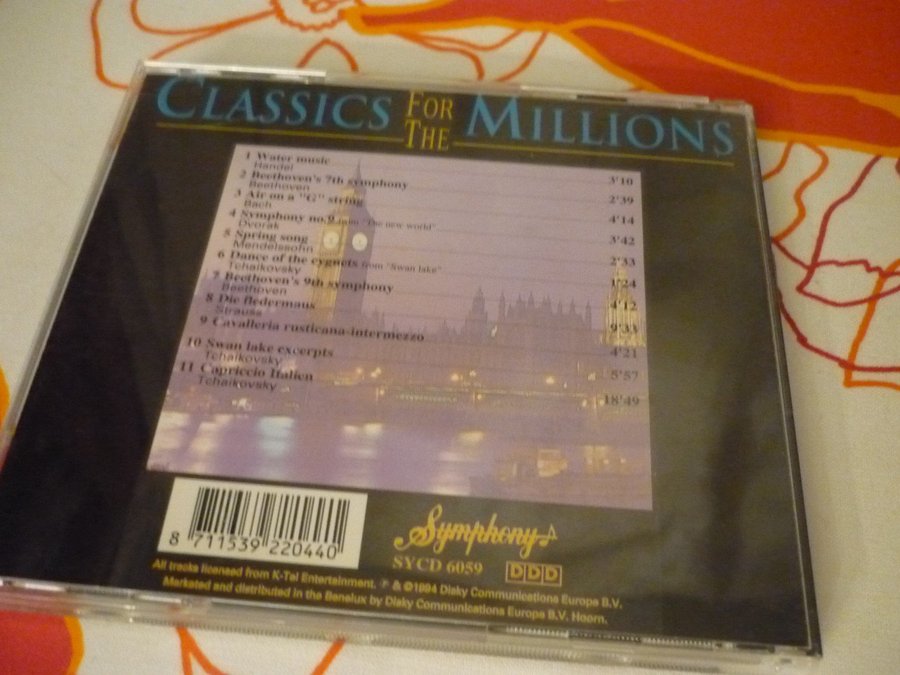 CLASSICS FOR THE MILLIONS
1 Water music 3'10
Handel
2 Beethoven's 7th symphony 2'39
Beethoven
3 Air on a "G" string 4'14
Bach
4 Symphony no.9 from "The new world" 3'42
Dvorak
5 Spring song 2'33
Mendelssohn
6 Dance of the cygnets from "Swan lake" 1'24
Tchaikovsky
7 Beethoven's 9th symphony 4'12
Beethoven
8 Die fledermaus 9'33
Strauss
9 Cavalleria rusticana-intermezzo 4'21
10 Swan lake excerpts 5'57
Tchaikovsky
11 Capriccio Italien 18'49
Tchaikovsky
8 711539 220440
Symphony
SYCD 6059 DDD
All tracks licensed from K-Tel Entertainment. ℗ & ©1994 Disky Communications Europe B.V.
Marketed and distributed in the Benelux by Disky Communications Europe B.V. Hoorn.